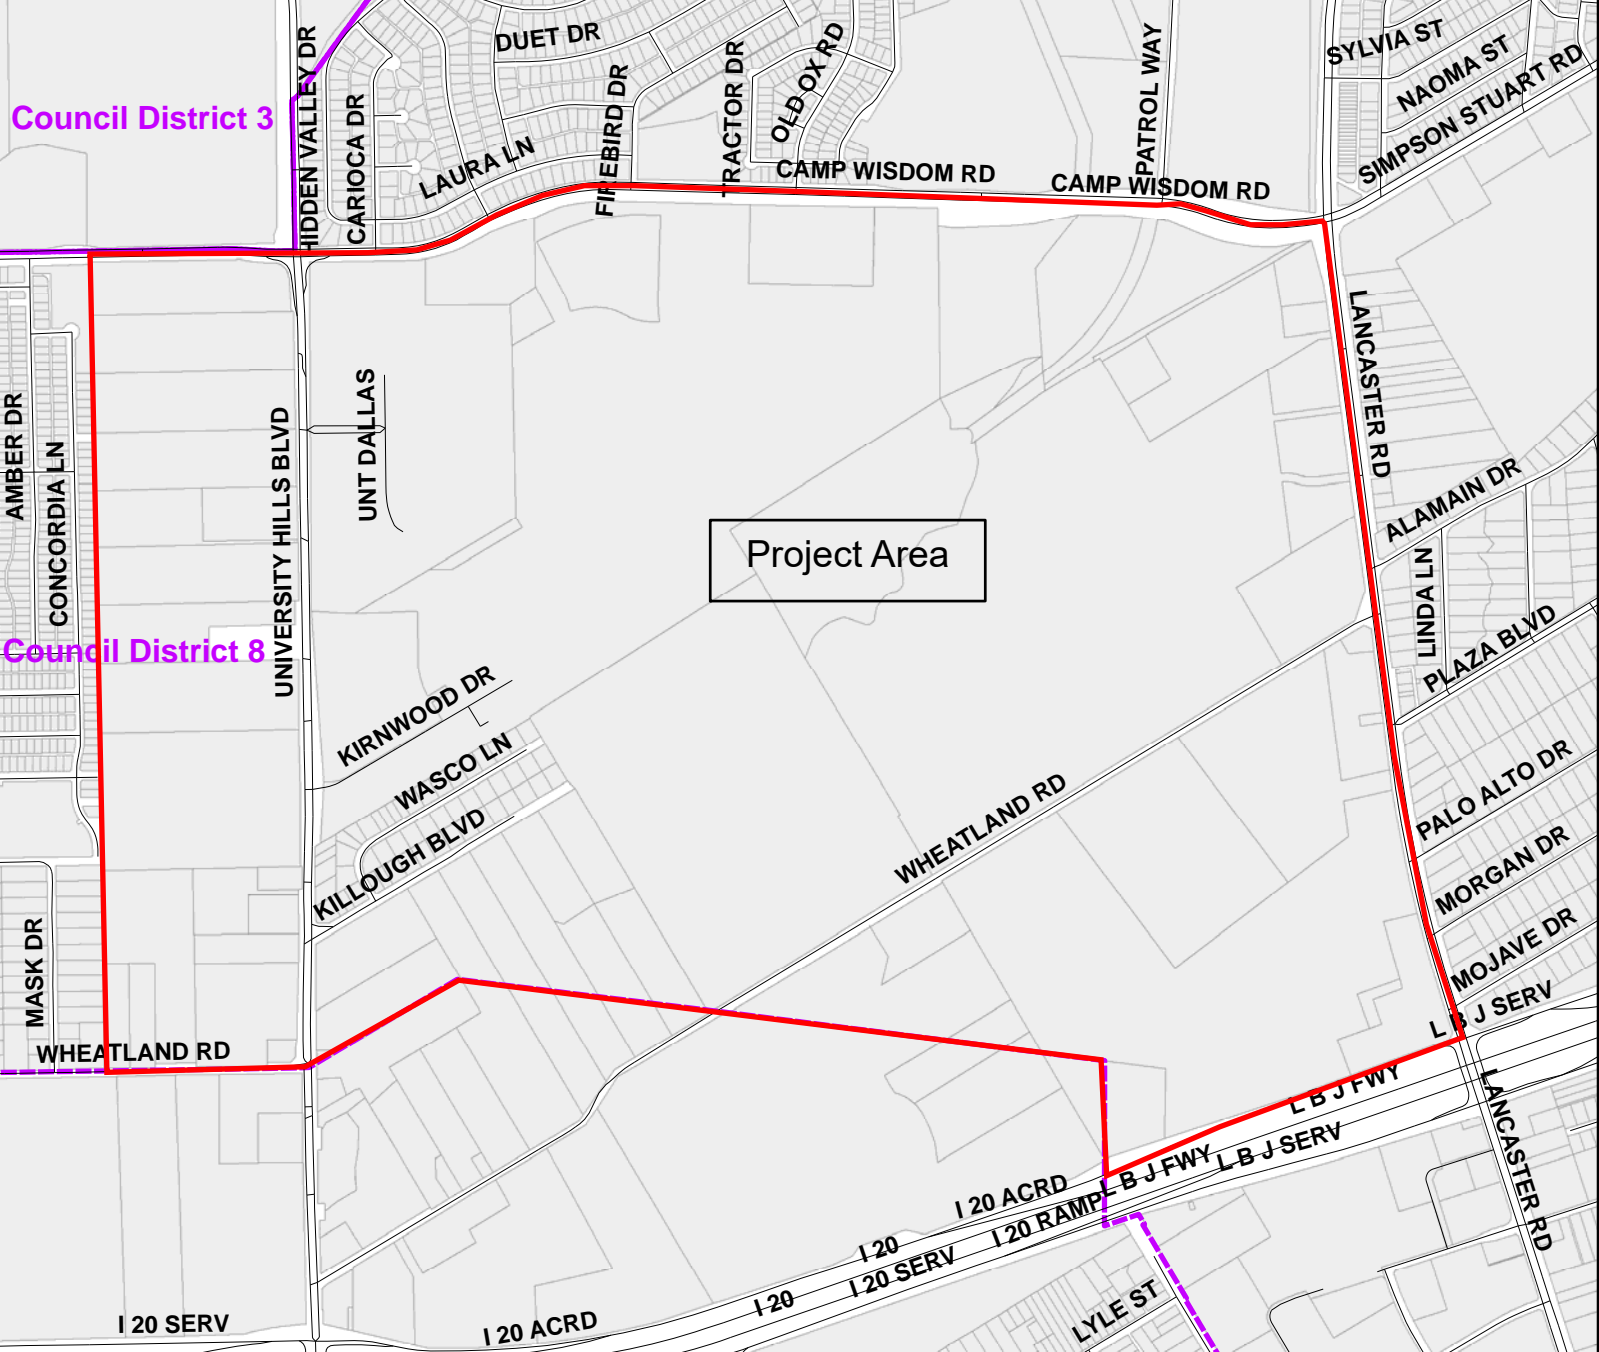 DUET DR
SYLVIA ST
NAOMA ST
SIMPSON STUART RD
HIDDEN VALLEY DR
CARIOCA DR
FIREBIRD DR
TRACTOR DR
OLD OX RD
PATROL WAY
Council District 3
LAURA LN
CAMP WISDOM RD
CAMP WISDOM RD
LANCASTER RD
AMBER DR
CONCORDIA LN
UNIVERSITY HILLS BLVD
UNT DALLAS
ALAMAIN DR
LINDA LN
Project Area
PLAZA BLVD
Council District 8
KIRNWOOD DR
WASCO LN
KILLOUGH BLVD
WHEATLAND RD
PALO ALTO DR
MORGAN DR
MOJAVE DR
MASK DR
WHEATLAND RD
L B J SERV
L B J FWY
L B J SERV
L B J FWY
LANCASTER RD
I 20 ACRD
I 20 RAMP
I 20
I 20 SERV
I 20
I 20 ACRD
I 20 SERV
LYLE ST